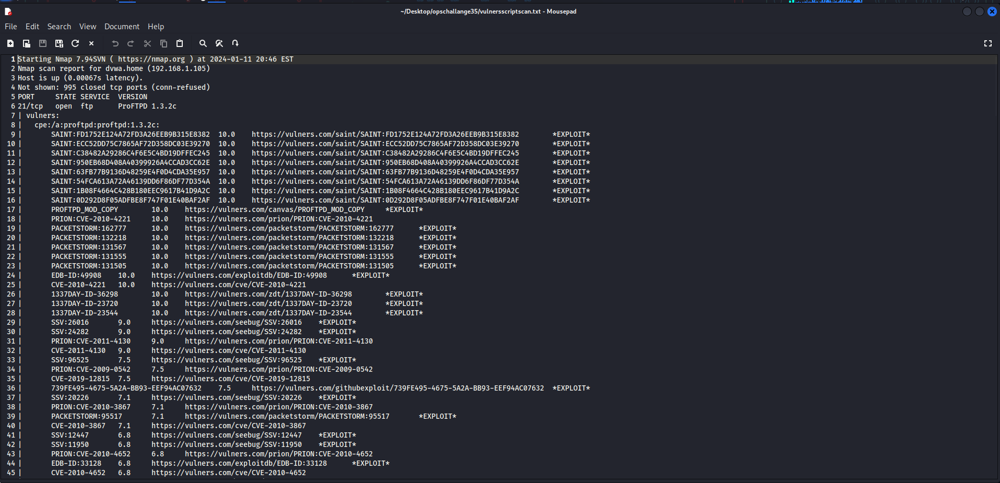 ~/Desktop/opschallange35/vulnersscriptscan.txt - Mousepad
File Edit Search View Document Help
1 Starting Nmap 7.94SVN ( https://nmap.org ) at 2024-01-11 20:46 EST
2 Nmap scan report for dvwa.home (192.168.1.105)
3 Host is up (0.00067s latency).
4 Not shown: 995 closed tcp ports (conn-refused)
5 PORT     STATE SERVICE  VERSION
6 21/tcp   open  ftp      ProFTPD 1.3.2c
7 | vulners:
8 |   cpe:/a:proftpd:proftpd:1.3.2c:
9 |       SAINT:FD1752E124A72FD3A26EEB9B315E8382  10.0    https://vulners.com/saint/SAINT:FD1752E124A72FD3A26EEB9B315E8382        *EXPLOIT*
10 |       SAINT:ECC52DD75C7865AF72D358DC03E39270  10.0    https://vulners.com/saint/SAINT:ECC52DD75C7865AF72D358DC03E39270        *EXPLOIT*
11 |       SAINT:C38482A29286C4F6E5C4BD19DFFEC245  10.0    https://vulners.com/saint/SAINT:C38482A29286C4F6E5C4BD19DFFEC245        *EXPLOIT*
12 |       SAINT:950EB68D408A40399926A4CCAD3CC62E  10.0    https://vulners.com/saint/SAINT:950EB68D408A40399926A4CCAD3CC62E        *EXPLOIT*
13 |       SAINT:63FB77B9136D48259E4F0D4CDA35E957  10.0    https://vulners.com/saint/SAINT:63FB77B9136D48259E4F0D4CDA35E957        *EXPLOIT*
14 |       SAINT:54FCA613A72A46139DD6F86DF77D354A  10.0    https://vulners.com/saint/SAINT:54FCA613A72A46139DD6F86DF77D354A        *EXPLOIT*
15 |       SAINT:1B08F4664C428B180EEC9617B41D9A2C  10.0    https://vulners.com/saint/SAINT:1B08F4664C428B180EEC9617B41D9A2C        *EXPLOIT*
16 |       SAINT:0D292D8F05ADFBE8F747F01E40BAF2AF  10.0    https://vulners.com/saint/SAINT:0D292D8F05ADFBE8F747F01E40BAF2AF        *EXPLOIT*
17 |       PROFTPD_MOD_COPY        10.0    https://vulners.com/canvas/PROFTPD_MOD_COPY     *EXPLOIT*
18 |       PRION:CVE-2010-4221     10.0    https://vulners.com/prion/PRION:CVE-2010-4221
19 |       PACKETSTORM:162777      10.0    https://vulners.com/packetstorm/PACKETSTORM:162777      *EXPLOIT*
20 |       PACKETSTORM:132218      10.0    https://vulners.com/packetstorm/PACKETSTORM:132218      *EXPLOIT*
21 |       PACKETSTORM:131567      10.0    https://vulners.com/packetstorm/PACKETSTORM:131567      *EXPLOIT*
22 |       PACKETSTORM:131555      10.0    https://vulners.com/packetstorm/PACKETSTORM:131555      *EXPLOIT*
23 |       PACKETSTORM:131505      10.0    https://vulners.com/packetstorm/PACKETSTORM:131505      *EXPLOIT*
24 |       EDB-ID:49908    10.0    https://vulners.com/exploitdb/EDB-ID:49908      *EXPLOIT*
25 |       CVE-2010-4221   10.0    https://vulners.com/cve/CVE-2010-4221
26 |       1337DAY-ID-36298        10.0    https://vulners.com/zdt/1337DAY-ID-36298        *EXPLOIT*
27 |       1337DAY-ID-23720        10.0    https://vulners.com/zdt/1337DAY-ID-23720        *EXPLOIT*
28 |       1337DAY-ID-23544        10.0    https://vulners.com/zdt/1337DAY-ID-23544        *EXPLOIT*
29 |       SSV:26016       9.0     https://vulners.com/seebug/SSV:26016    *EXPLOIT*
30 |       SSV:24282       9.0     https://vulners.com/seebug/SSV:24282    *EXPLOIT*
31 |       PRION:CVE-2011-4130     9.0     https://vulners.com/prion/PRION:CVE-2011-4130
32 |       CVE-2011-4130   9.0     https://vulners.com/cve/CVE-2011-4130
33 |       SSV:96525       7.5     https://vulners.com/seebug/SSV:96525    *EXPLOIT*
34 |       PRION:CVE-2009-0542     7.5     https://vulners.com/prion/PRION:CVE-2009-0542
35 |       CVE-2019-12815  7.5     https://vulners.com/cve/CVE-2019-12815
36 |       739FE495-4675-5A2A-BB93-EEF94AC07632    7.5     https://vulners.com/githubexploit/739FE495-4675-5A2A-BB93-EEF94AC07632  *EXPLOIT*
37 |       SSV:20226       7.1     https://vulners.com/seebug/SSV:20226    *EXPLOIT*
38 |       PRION:CVE-2010-3867     7.1     https://vulners.com/prion/PRION:CVE-2010-3867
39 |       PACKETSTORM:95517       7.1     https://vulners.com/packetstorm/PACKETSTORM:95517       *EXPLOIT*
40 |       CVE-2010-3867   7.1     https://vulners.com/cve/CVE-2010-3867
41 |       SSV:12447       6.8     https://vulners.com/seebug/SSV:12447    *EXPLOIT*
42 |       SSV:11950       6.8     https://vulners.com/seebug/SSV:11950    *EXPLOIT*
43 |       PRION:CVE-2010-4652     6.8     https://vulners.com/prion/PRION:CVE-2010-4652
44 |       EDB-ID:33128    6.8     https://vulners.com/exploitdb/EDB-ID:33128      *EXPLOIT*
45 |       CVE-2010-4652   6.8     https://vulners.com/cve/CVE-2010-4652